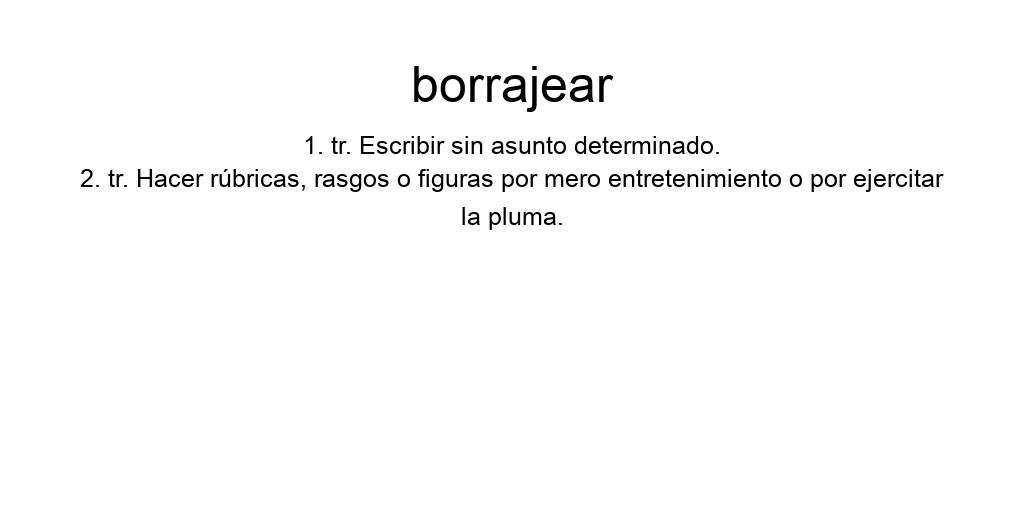 borrajear
1. tr. Escribir sin asunto determinado.
2. tr. Hacer rúbricas, rasgos o figuras por mero entretenimiento o por ejercitar
la pluma.